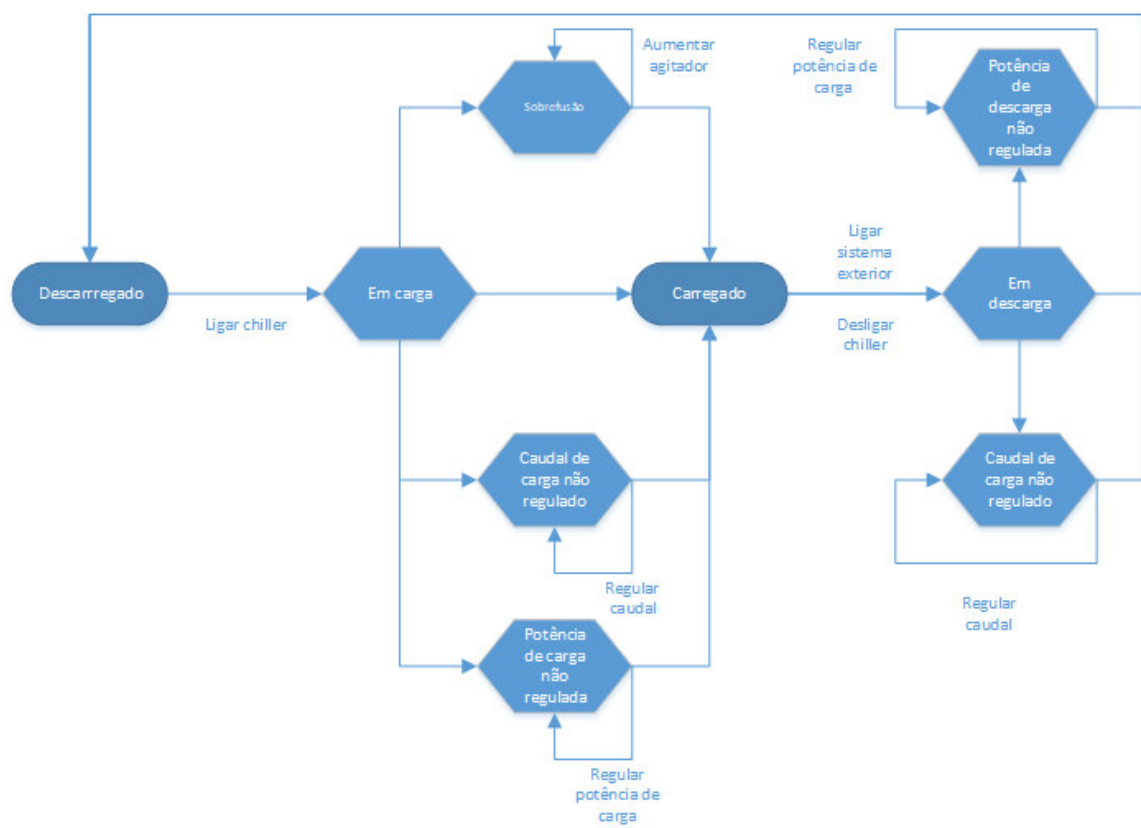 Aumentar
agitador
Sobrefusão
Regular
potência de
carga
Potência
de
descarga
não
regulada
Descarrregado
Ligar chiller
Em carga
Carregado
Ligar
sistema
exterior
Desligar
chiller
Em
descarga
Caudal de
carga não
regulado
Regular
caudal
Caudal de
carga não
regulado
Regular
caudal
Potência
de carga
não
regulada
Regular
potência de
carga